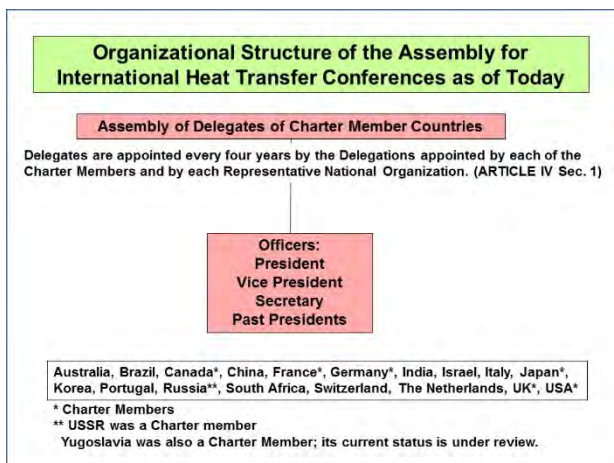 Organizational Structure of the Assembly for
International Heat Transfer Conferences as of Today
Assembly of Delegates of Charter Member Countries
Delegates are appointed every four years by the Delegations appointed by each of the
Charter Members and by each Representative National Organization. (ARTICLE IV Sec. 1)
Officers:
President
Vice President
Secretary
Past Presidents
Australia, Brazil, Canada*, China, France*, Germany*, India, Israel, Italy, Japan*,
Korea, Portugal, Russia**, South Africa, Switzerland, The Netherlands, UK*, USA*
* Charter Members
** USSR was a Charter member
Yugoslavia was also a Charter Member; its current status is under review.